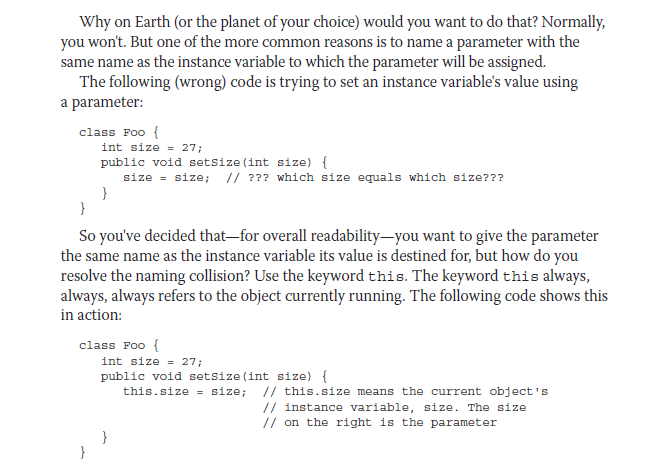 Why on Earth (or the planet of your choice) would you want to do that? Normally,
you won't. But one of the more common reasons is to name a parameter with the
same name as the instance variable to which the parameter will be assigned.
The following (wrong) code is trying to set an instance variable's value using
a parameter:
class Foo {
int size = 27;
public void setSize(int size) {
size = size; // ??? which size equals which size???
}
}
So you've decided that—for overall readability—you want to give the parameter
the same name as the instance variable its value is destined for, but how do you
resolve the naming collision? Use the keyword this. The keyword this always,
always, always refers to the object currently running. The following code shows this
in action:
class Foo {
int size = 27;
public void setSize(int size) {
this.size = size; // this.size means the current object's
// instance variable, size. The size
// on the right is the parameter
}
}